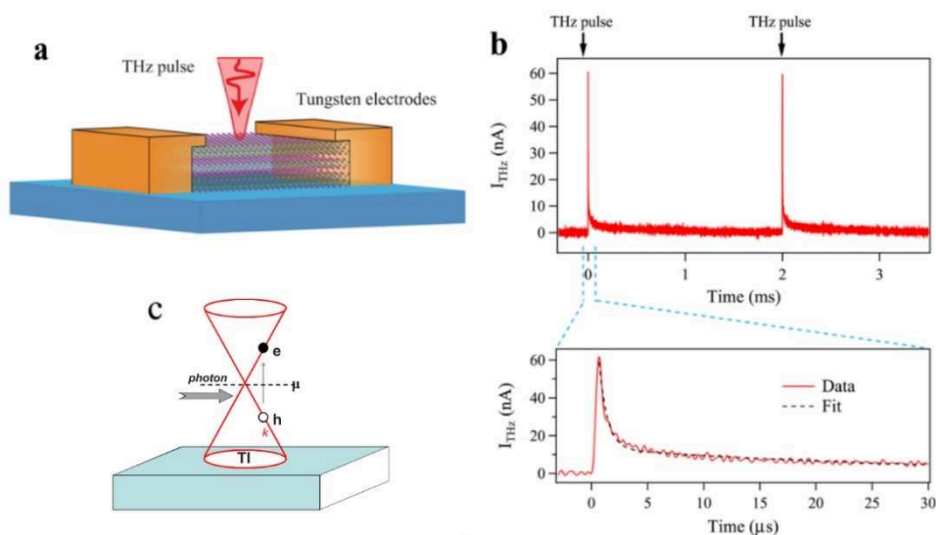 a
THz pulse
Tungsten electrodes
c
photon
e
μ
h
k
TI
b
THz pulse THz pulse
I_THz (nA)
60
50
40
30
20
10
0
0 1 2 3
Time (ms)
I_THz (nA)
60
40
20
0
Data
Fit
0 5 10 15 20 25 30
Time (μs)